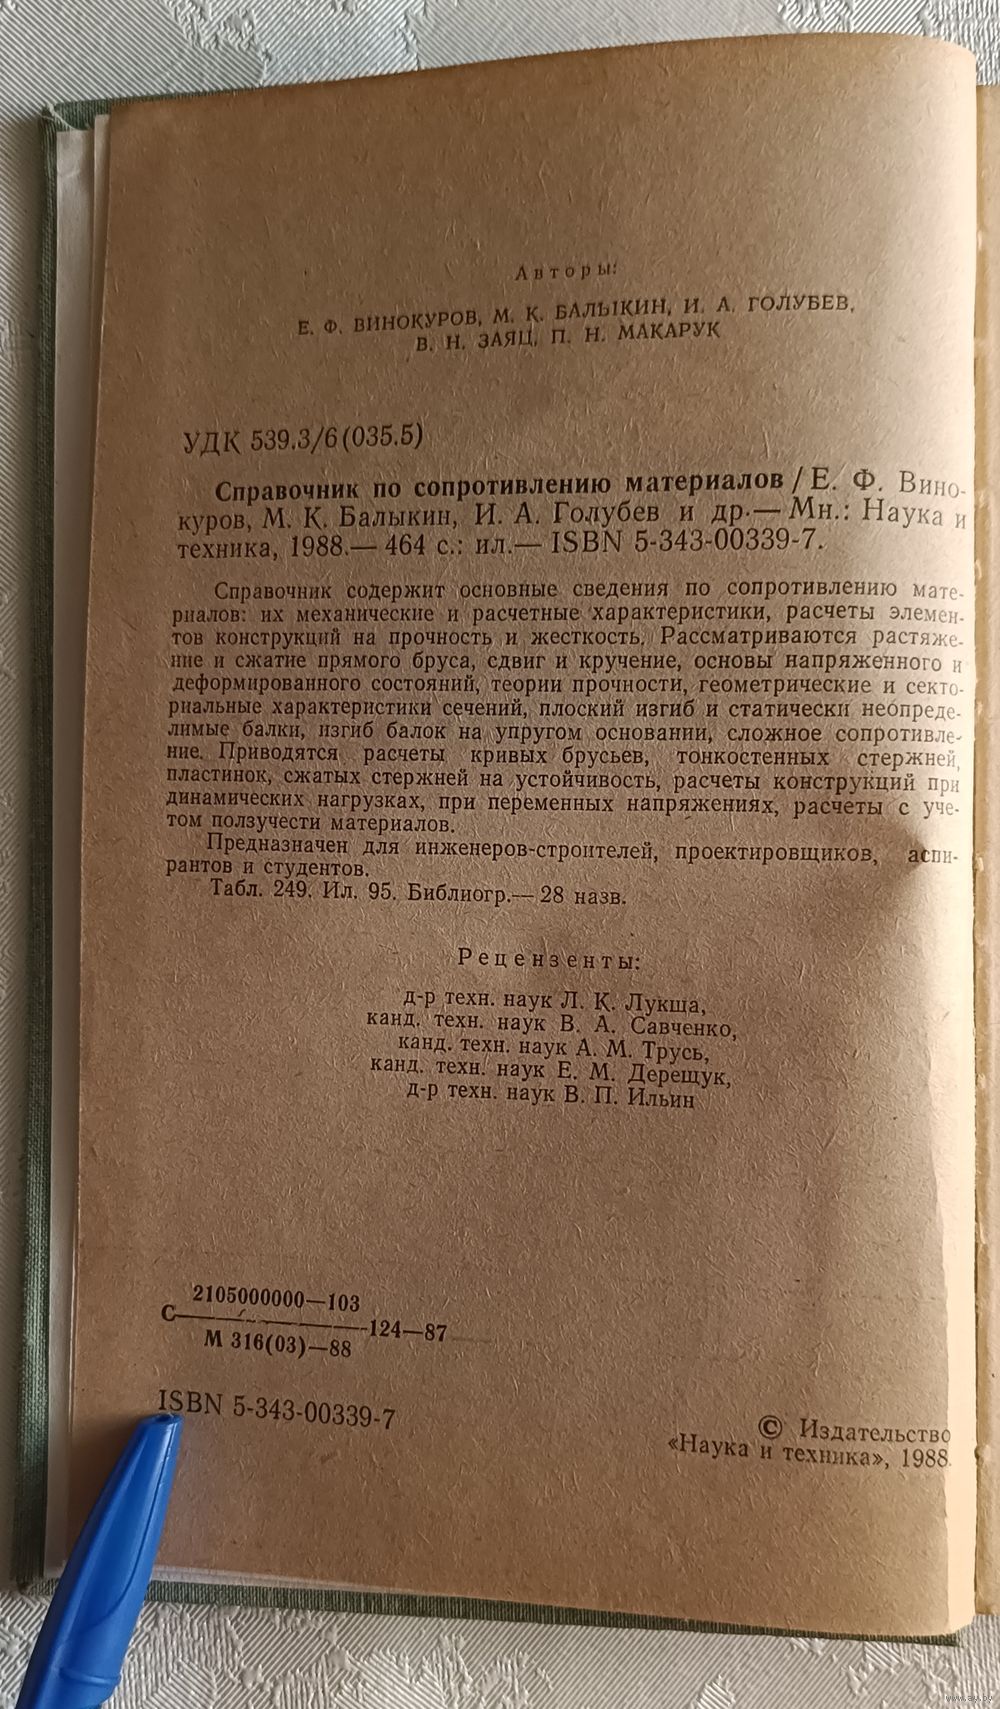 Авторы:
Е. Ф. ВИНОКУРОВ, М. К. БАЛЫКИН, И. А. ГОЛУБЕВ,
В. Н. ЗАЯЦ, П. Н. МАКАРУК
УДК 539.3/6(035.5)
Справочник по сопротивлению материалов / Е. Ф. Вино-
куров, М. К. Балыкин, И. А. Голубев и др.— Мн.: Наука и
техника, 1988.— 464 с.: ил.— ISBN 5-343-00339-7.
Справочник содержит основные сведения по сопротивлению мате-
риалов: их механические и расчетные характеристики, расчеты элемен-
тов конструкций на прочность и жесткость. Рассматриваются растяже-
ние и сжатие прямого бруса, сдвиг и кручение, основы напряженного и
деформированного состояний, теории прочности, геометрические и секто-
риальные характеристики сечений, плоский изгиб и статически неопреде-
лимые балки, изгиб балок на упругом основании, сложное сопротивле-
ние. Приводятся расчеты кривых брусьев, тонкостенных стержней,
пластинок, сжатых стержней на устойчивость, расчеты конструкций при
динамических нагрузках, при переменных напряжениях, расчеты с уче-
том ползучести материалов.
Предназначен для инженеров-строителей, проектировщиков, аспи-
рантов и студентов.
Табл. 249. Ил. 95. Библиогр.— 28 назв.
Рецензенты:
д-р техн. наук Л. К. Лукша,
канд. техн. наук В. А. Савченко,
канд. техн. наук А. М. Трусь,
канд. техн. наук Е. М. Дерещук,
д-р техн. наук В. П. Ильин
2105000000—103
С—124—87
М 316(03)—88
ISBN 5-343-00339-7
© Издательство
«Наука и техника», 1988.
www.ay.by